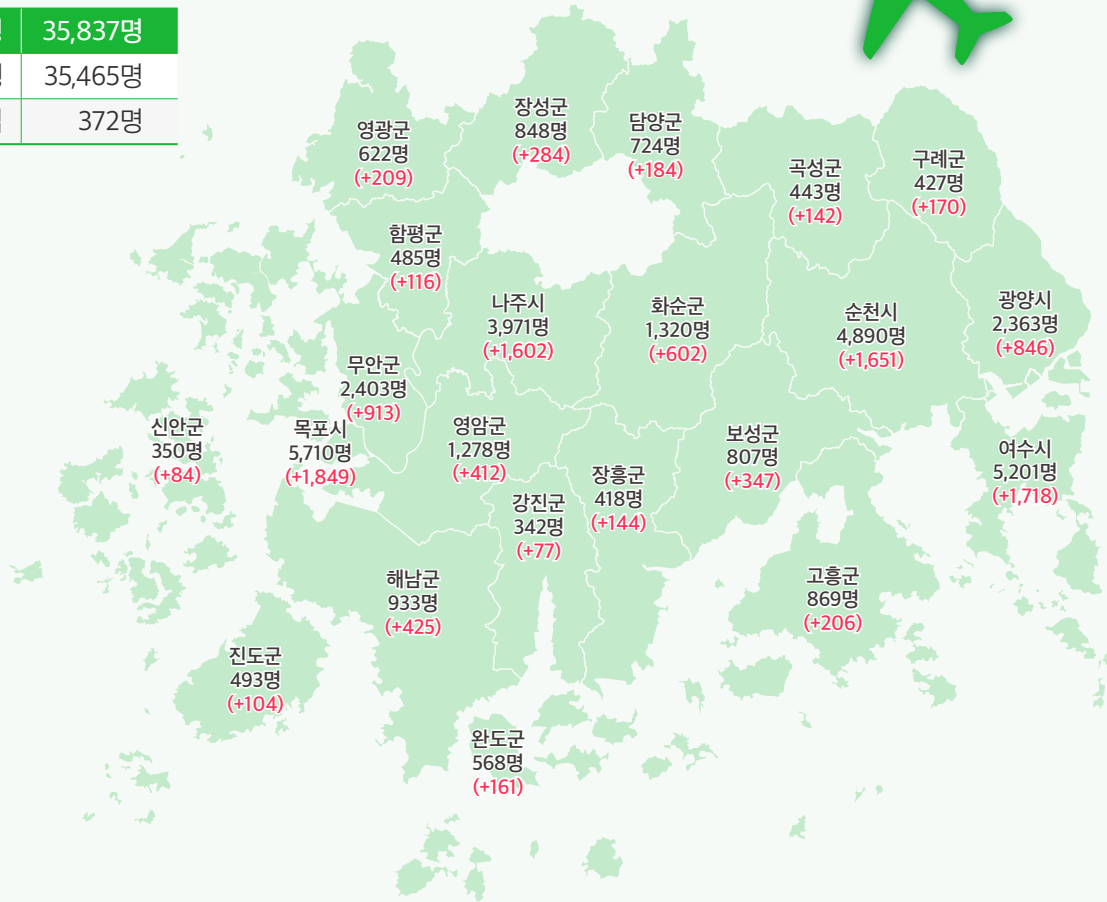 35,837명
35,465명
372명
장성군
848명
(+284)
담양군
724명
(+184)
영광군
622명
(+209)
곡성군
443명
(+142)
구례군
427명
(+170)
함평군
485명
(+116)
나주시
3,971명
(+1,602)
화순군
1,320명
(+602)
순천시
4,890명
(+1,651)
광양시
2,363명
(+846)
무안군
2,403명
(+913)
신안군
350명
(+84)
목포시
5,710명
(+1,849)
영암군
1,278명
(+412)
보성군
807명
(+347)
여수시
5,201명
(+1,718)
장흥군
418명
(+144)
강진군
342명
(+77)
해남군
933명
(+425)
고흥군
869명
(+206)
진도군
493명
(+104)
완도군
568명
(+161)